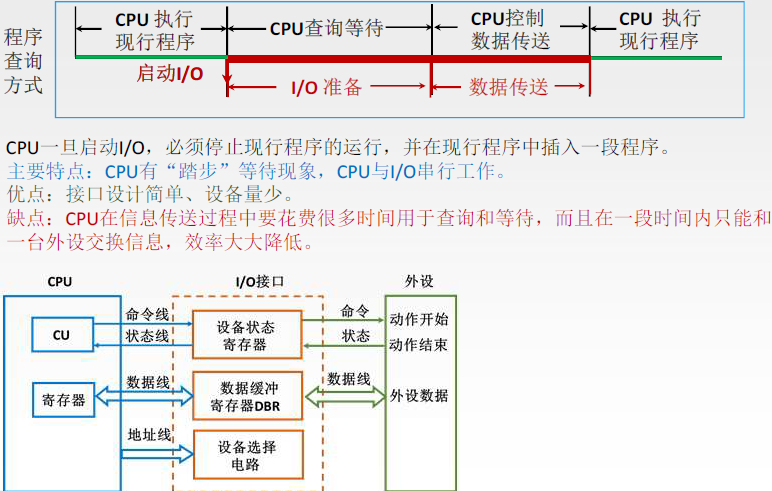 程序
查询
方式
CPU 执行
现行程序
CPU查询等待
CPU控制
数据传送
CPU 执行
现行程序
启动I/O
I/O 准备
数据传送
CPU一旦启动I/O，必须停止现行程序的运行，并在现行程序中插入一段程序。
主要特点：CPU有“踏步”等待现象，CPU与I/O串行工作。
优点：接口设计简单、设备量少。
缺点：CPU在信息传送过程中要花费很多时间用于查询和等待，而且在一段时间内只能和
一台外设交换信息，效率大大降低。
CPU
I/O接口
外设
CU
命令线
状态线
设备状态
寄存器
命令
状态
动作开始
动作结束
寄存器
数据线
数据缓冲
寄存器DBR
数据线
外设数据
地址线
设备选择
电路